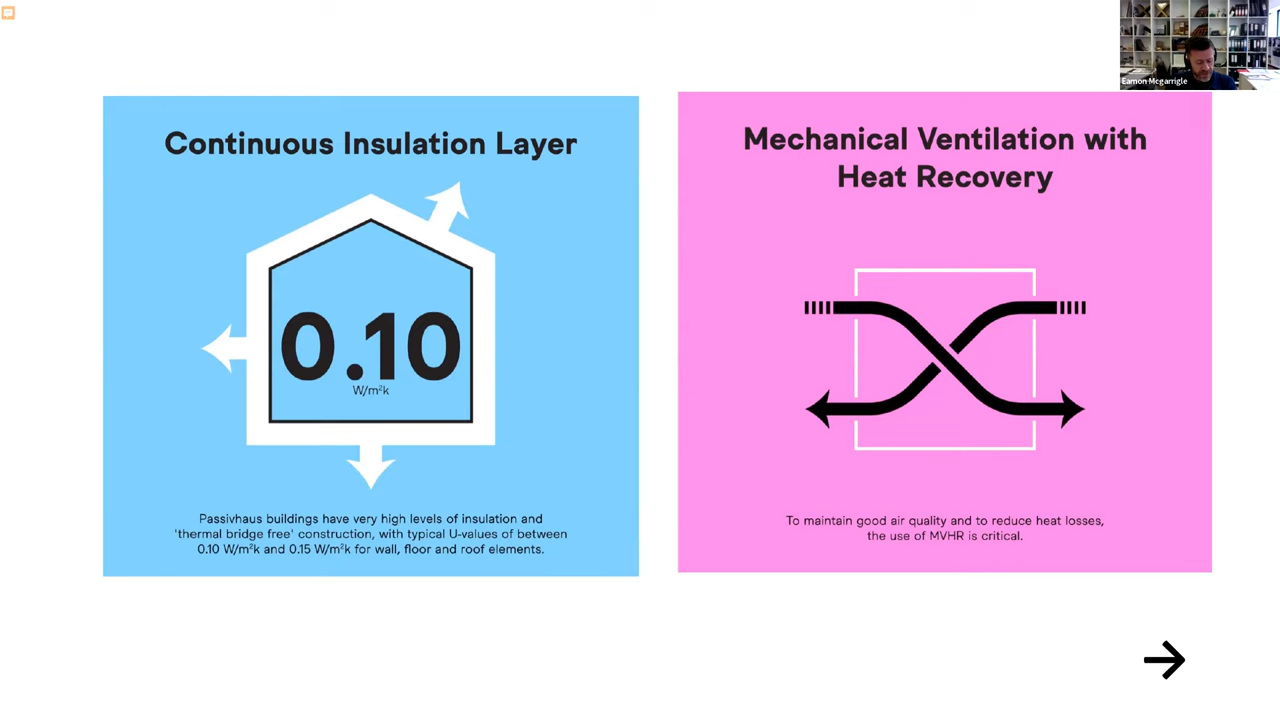 Eamon Mcgarrigle
Continuous Insulation Layer
0.10
W/m²k
Passivhaus buildings have very high levels of insulation and
'thermal bridge free' construction, with typical U-values of between
0.10 W/m²k and 0.15 W/m²k for wall, floor and roof elements.
Mechanical Ventilation with
Heat Recovery
To maintain good air quality and to reduce heat losses,
the use of MVHR is critical.